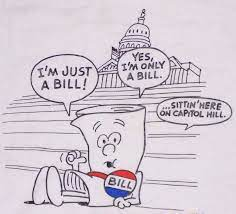 I'M JUST
A BILL!
YES,
I'M ONLY
A BILL.
...SITTIN' HERE
ON CAPITOL HILL.
BILL